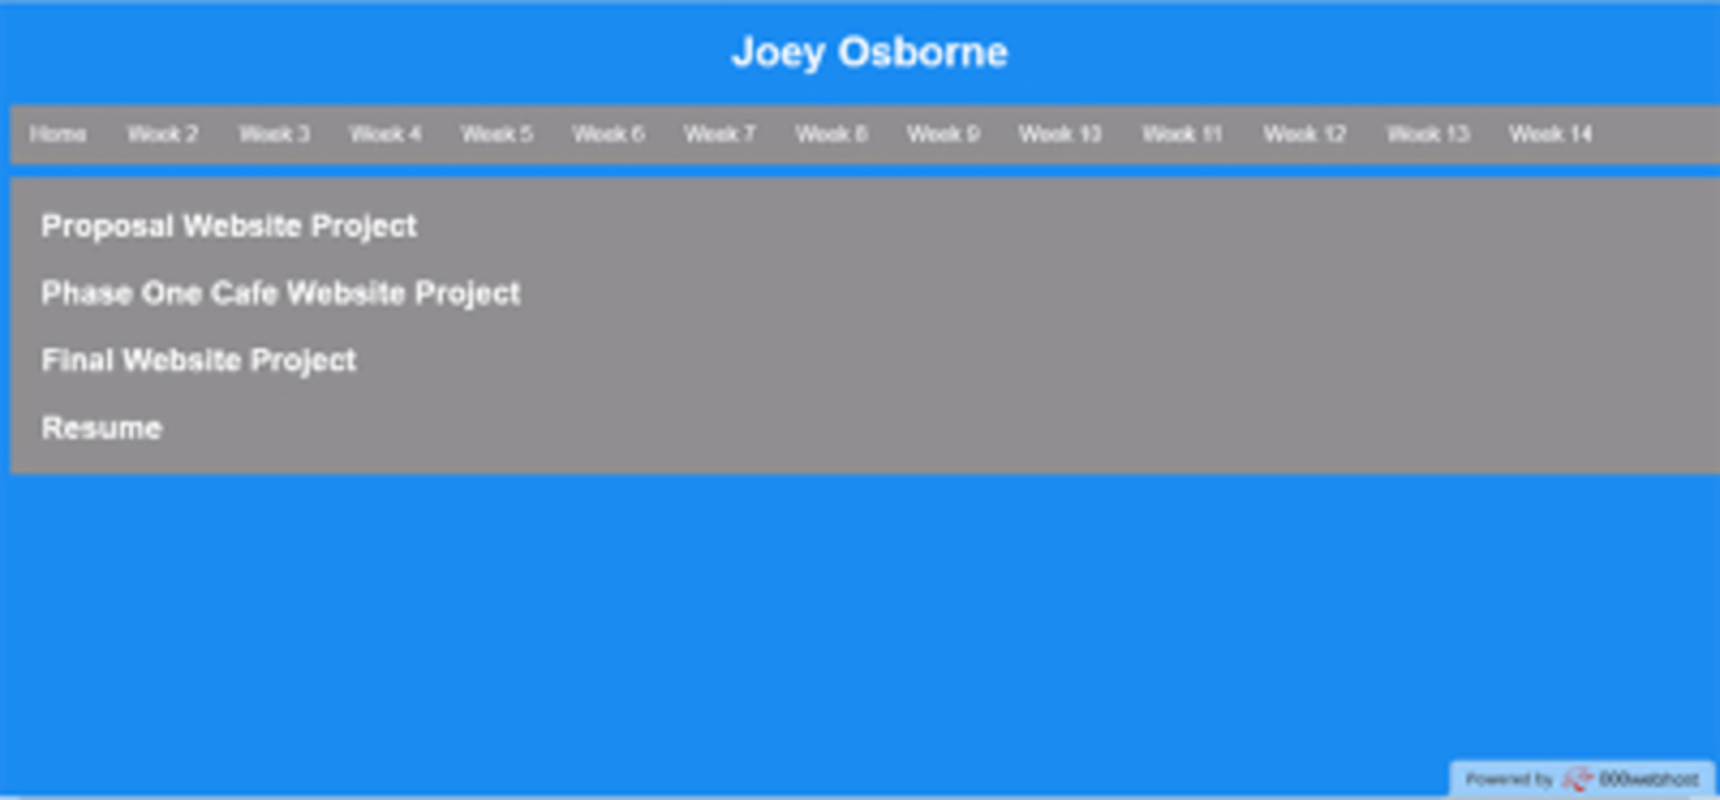 Joey Osborne
Home Week 2 Week 3 Week 4 Week 5 Week 6 Week 7 Week 8 Week 9 Week 10 Week 11 Week 12 Week 13 Week 14
Proposal Website Project
Phase One Cafe Website Project
Final Website Project
Resume
Powered by 000webhost